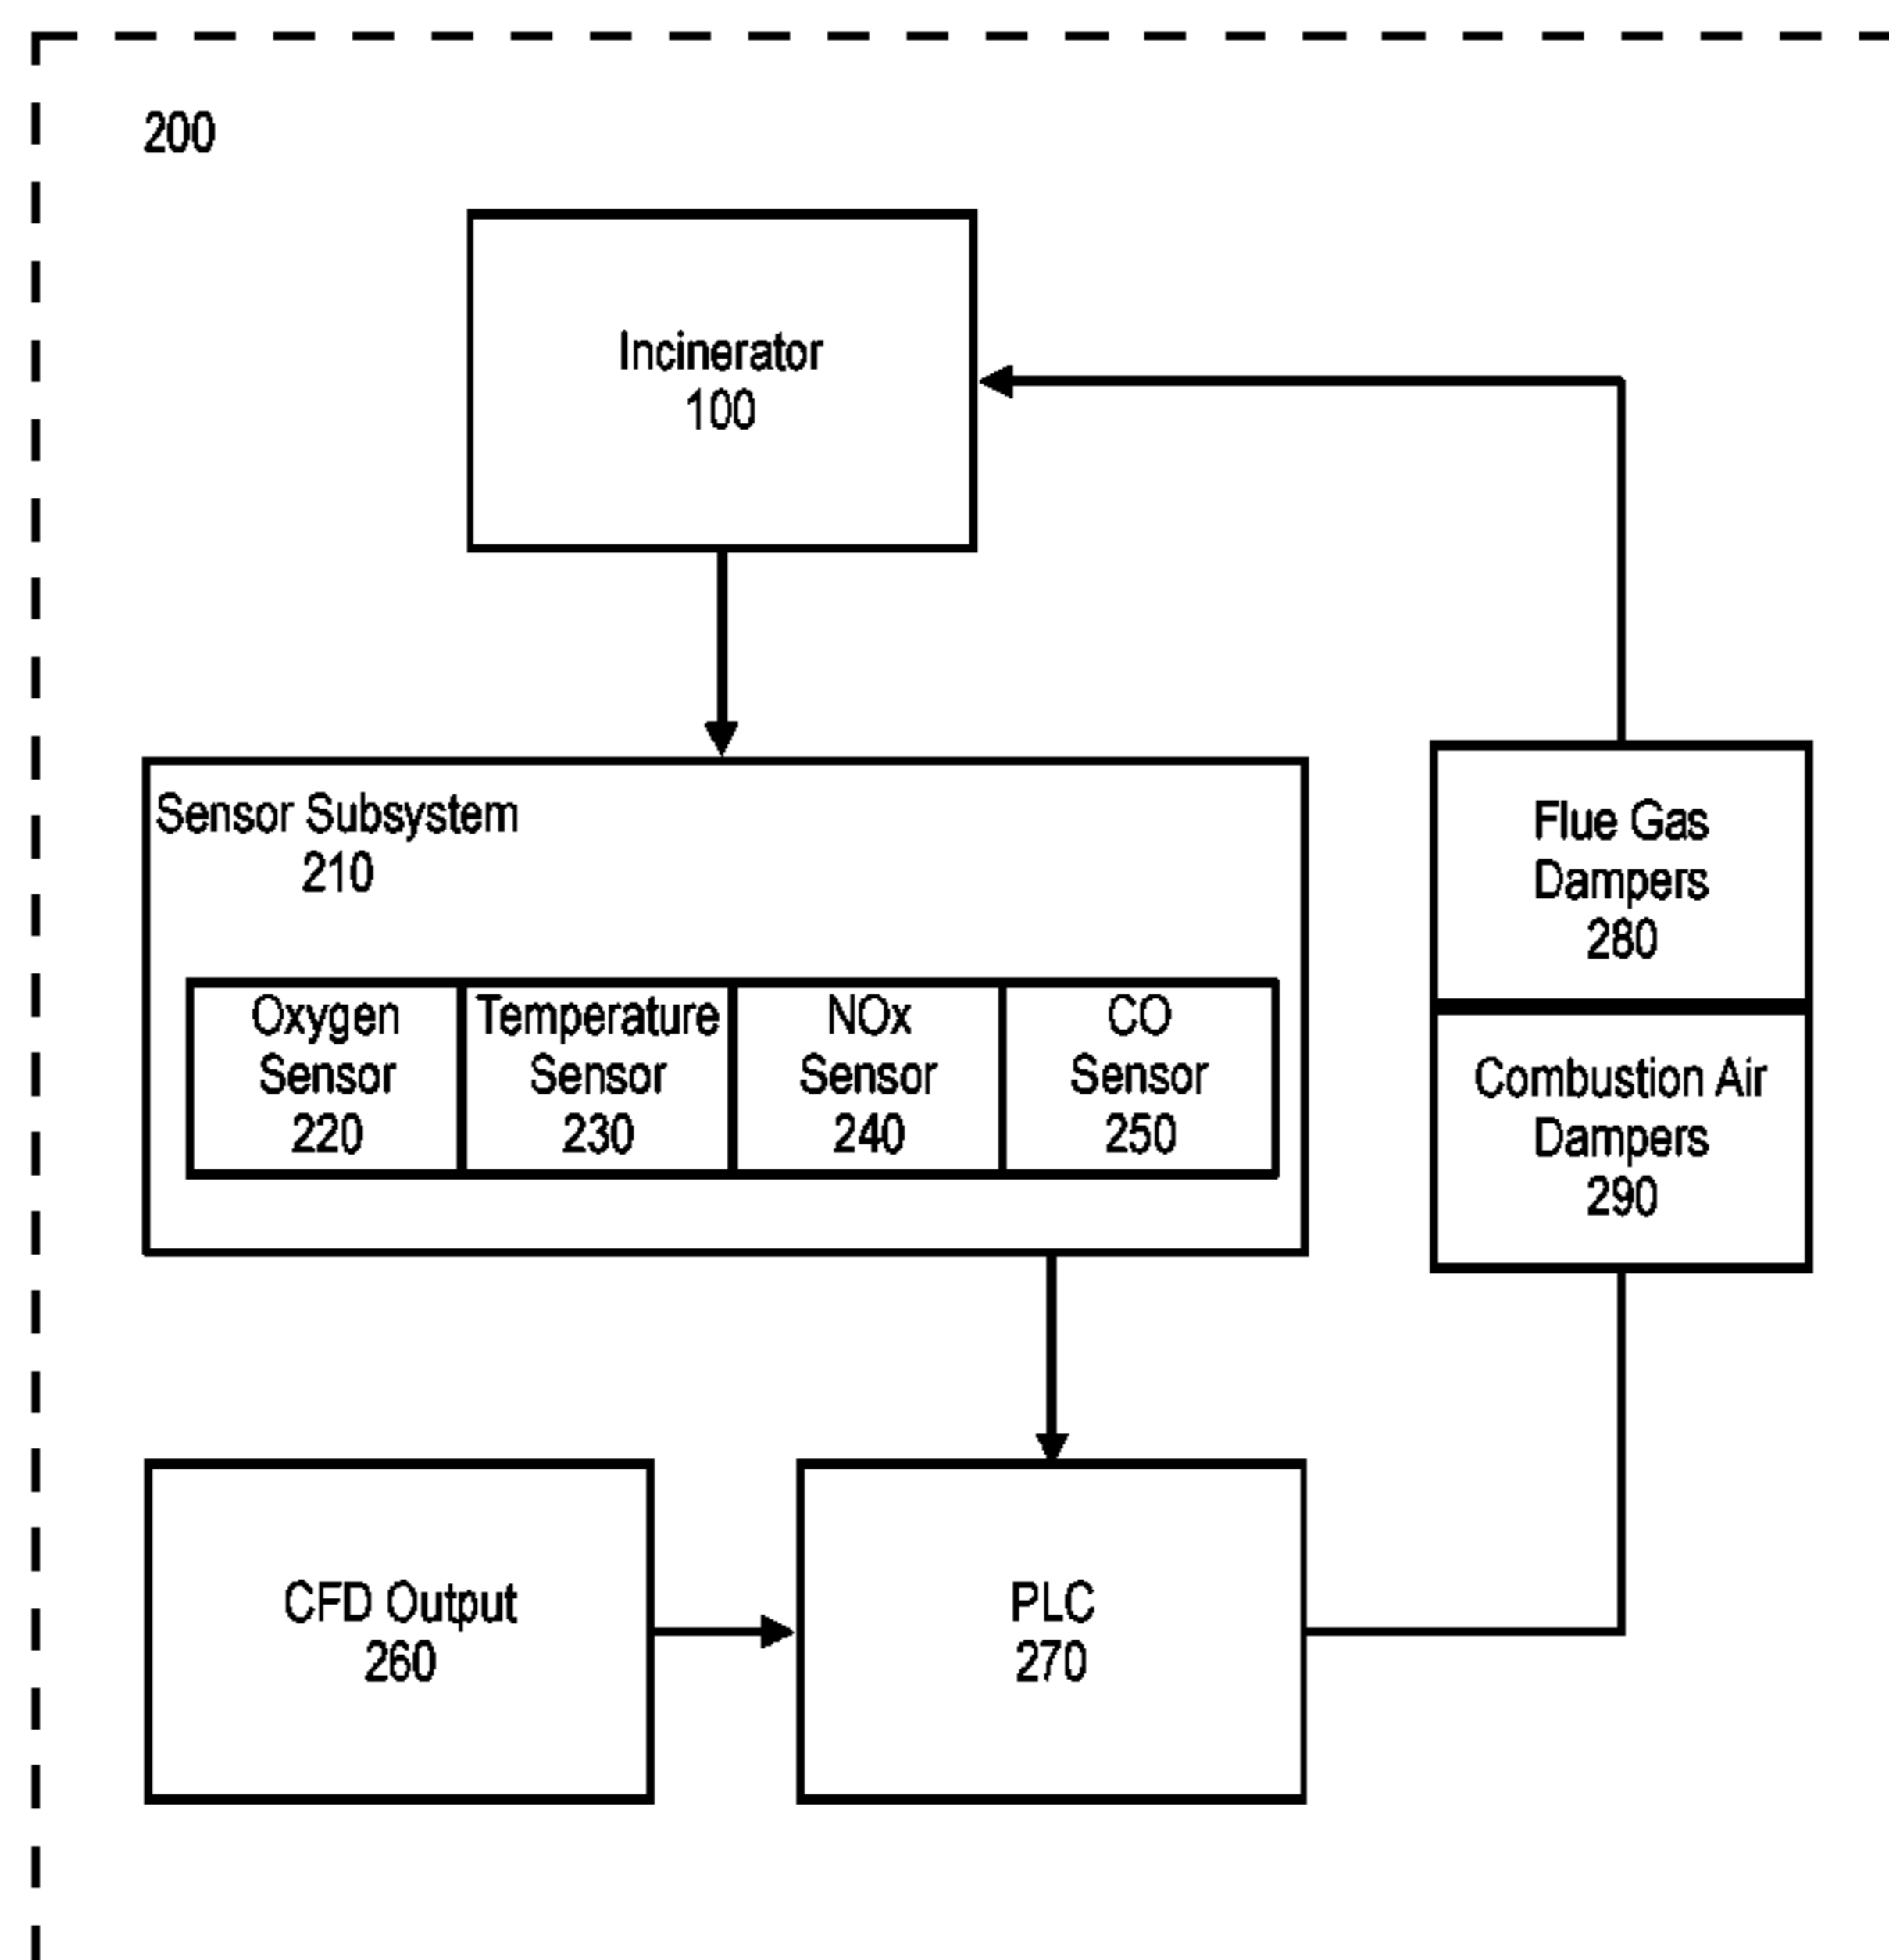 200
Incinerator
100
Sensor Subsystem
210
Oxygen
Sensor
220
Temperature
Sensor
230
NOx
Sensor
240
CO
Sensor
250
Flue Gas
Dampers
280
Combustion Air
Dampers
290
CFD Output
260
PLC
270